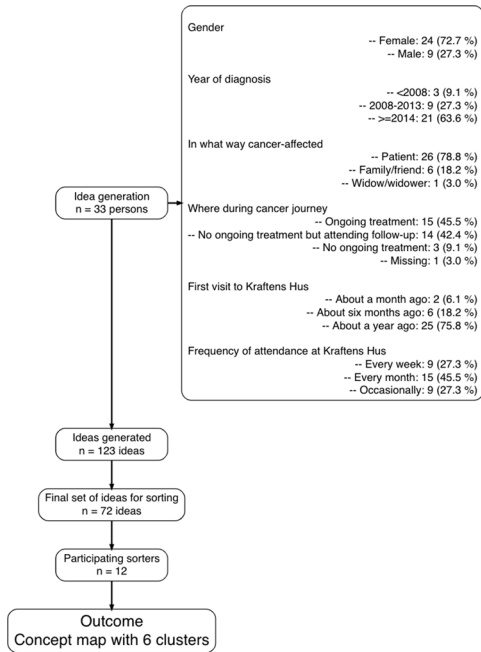 Gender
-- Female: 24 (72.7 %)
-- Male: 9 (27.3 %)
Year of diagnosis
-- <2008: 3 (9.1 %)
-- 2008-2013: 9 (27.3 %)
-- >=2014: 21 (63.6 %)
In what way cancer-affected
-- Patient: 26 (78.8 %)
-- Family/friend: 6 (18.2 %)
-- Widow/widower: 1 (3.0 %)
Idea generation
n = 33 persons
Where during cancer journey
-- Ongoing treatment: 15 (45.5 %)
-- No ongoing treatment but attending follow-up: 14 (42.4 %)
-- No ongoing treatment: 3 (9.1 %)
-- Missing: 1 (3.0 %)
First visit to Kraftens Hus
-- About a month ago: 2 (6.1 %)
-- About six months ago: 6 (18.2 %)
-- About a year ago: 25 (75.8 %)
Frequency of attendance at Kraftens Hus
-- Every week: 9 (27.3 %)
-- Every month: 15 (45.5 %)
-- Occasionally: 9 (27.3 %)
Ideas generated
n = 123 ideas
Final set of ideas for sorting
n = 72 ideas
Participating sorters
n = 12
Outcome
Concept map with 6 clusters